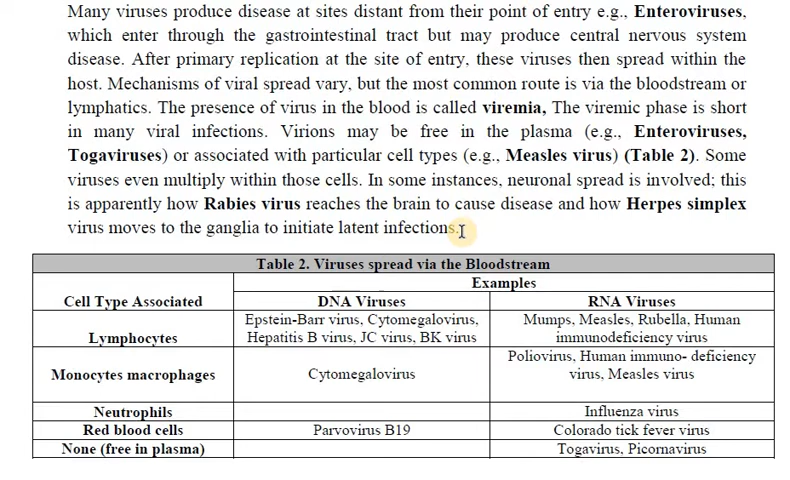 Many viruses produce disease at sites distant from their point of entry e.g., Enteroviruses,
which enter through the gastrointestinal tract but may produce central nervous system
disease. After primary replication at the site of entry, these viruses then spread within the
host. Mechanisms of viral spread vary, but the most common route is via the bloodstream or
lymphatics. The presence of virus in the blood is called viremia, The viremic phase is short
in many viral infections. Virions may be free in the plasma (e.g., Enteroviruses,
Togaviruses) or associated with particular cell types (e.g., Measles virus) (Table 2). Some
viruses even multiply within those cells. In some instances, neuronal spread is involved; this
is apparently how Rabies virus reaches the brain to cause disease and how Herpes simplex
virus moves to the ganglia to initiate latent infections.
Table 2. Viruses spread via the Bloodstream
Cell Type Associated
Examples
DNA Viruses
RNA Viruses
Lymphocytes
Epstein-Barr virus, Cytomegalovirus,
Hepatitis B virus, JC virus, BK virus
Mumps, Measles, Rubella, Human
immunodeficiency virus
Monocytes macrophages
Cytomegalovirus
Poliovirus, Human immuno- deficiency
virus, Measles virus
Neutrophils
Influenza virus
Red blood cells
Parvovirus B19
Colorado tick fever virus
None (free in plasma)
Togavirus, Picornavirus